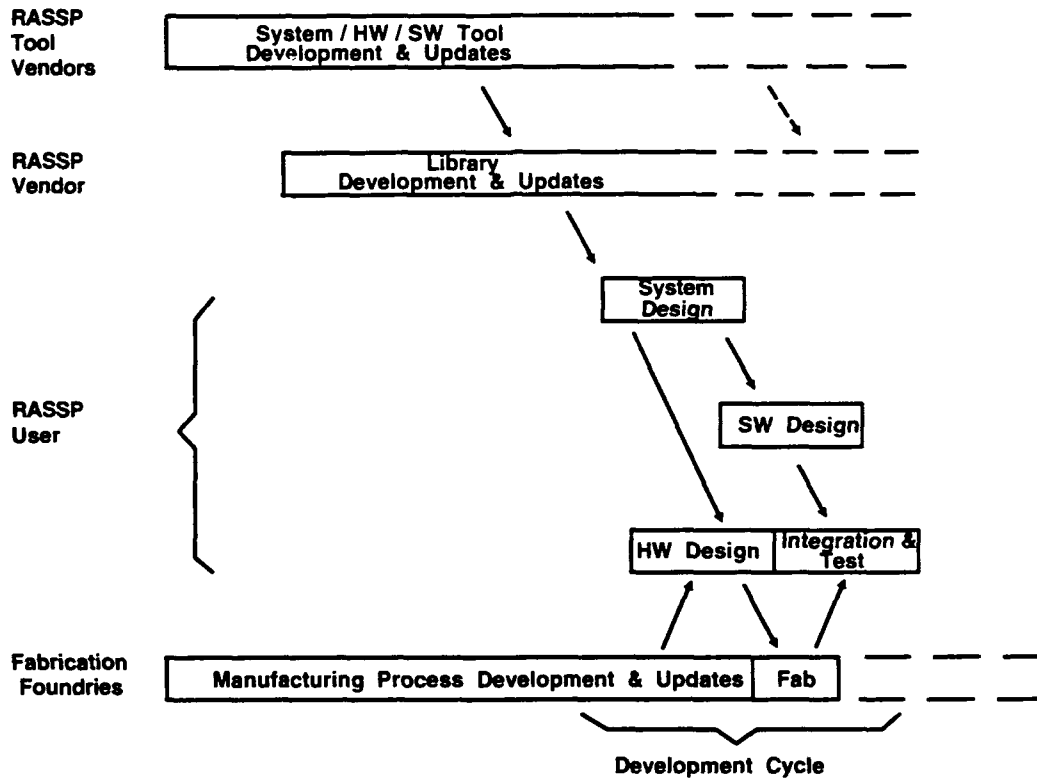 RASSP
Tool
Vendors
System / HW / SW Tool
Development & Updates
RASSP
Vendor
Library
Development & Updates
System
Design
RASSP
User
SW Design
HW Design
Integration &
Test
Fabrication
Foundries
Manufacturing Process Development & Updates
Fab
Development Cycle